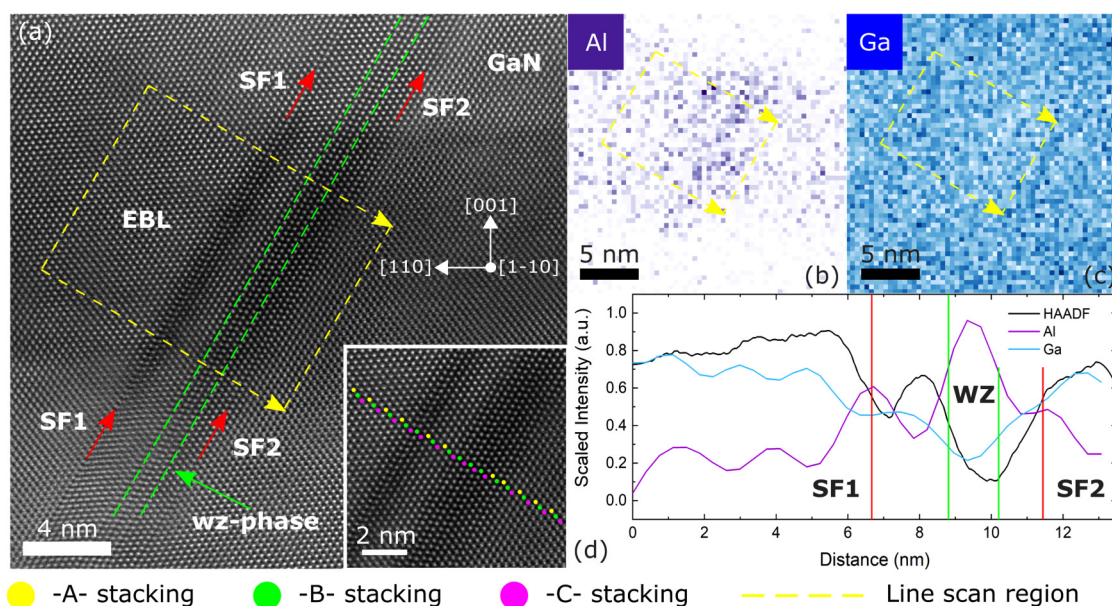 (a)
SF1
SF2
GaN
EBL
[001]
[110]
[1-10]
SF1
SF2
wz-phase
4 nm
2 nm
Al
5 nm
(b)
Ga
5 nm
(c)
Scaled Intensity (a.u.)
1.0
0.8
0.6
0.4
0.2
0.0
HAADF
Al
Ga
WZ
SF1
SF2
0 2 4 6 8 10 12
Distance (nm)
(d)
-A- stacking -B- stacking -C- stacking Line scan region